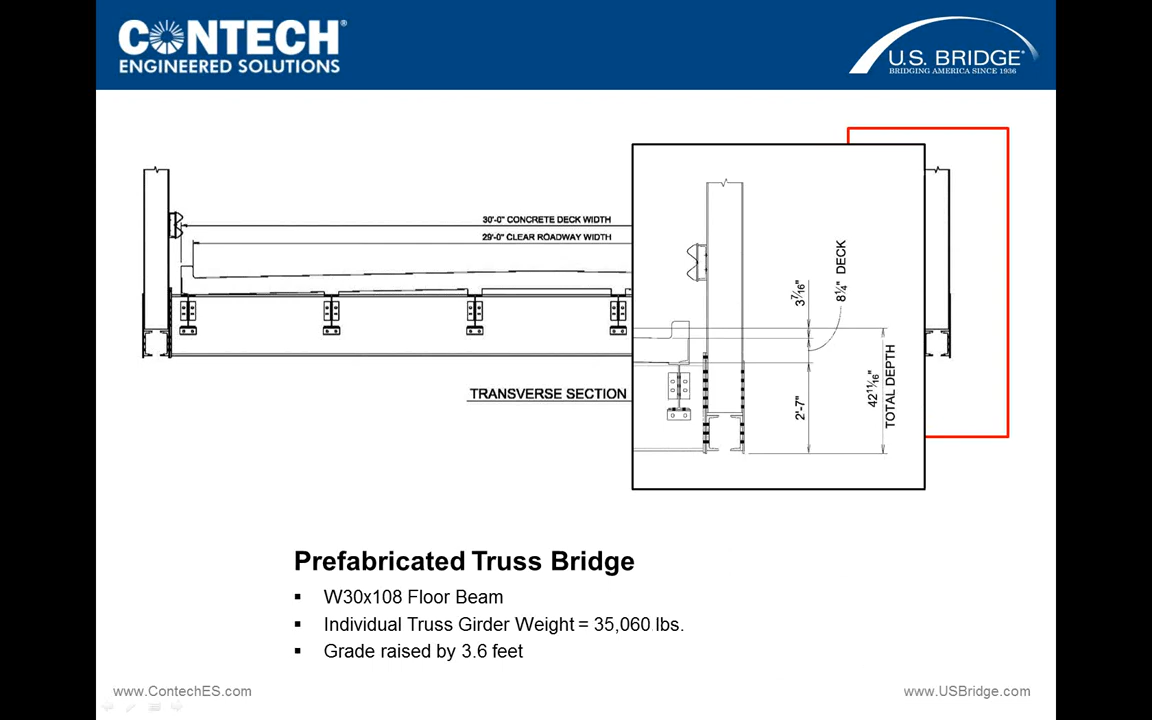 CONTECH®
ENGINEERED SOLUTIONS
U.S. BRIDGE®
BRIDGING AMERICA SINCE 1936
30'-0" CONCRETE DECK WIDTH
29'-0" CLEAR ROADWAY WIDTH
TRANSVERSE SECTION
3 7/16"
8 1/4" DECK
2'-7"
42 11/16"
TOTAL DEPTH
Prefabricated Truss Bridge
▪ W30x108 Floor Beam
▪ Individual Truss Girder Weight = 35,060 lbs.
▪ Grade raised by 3.6 feet
www.ContechES.com
www.USBridge.com